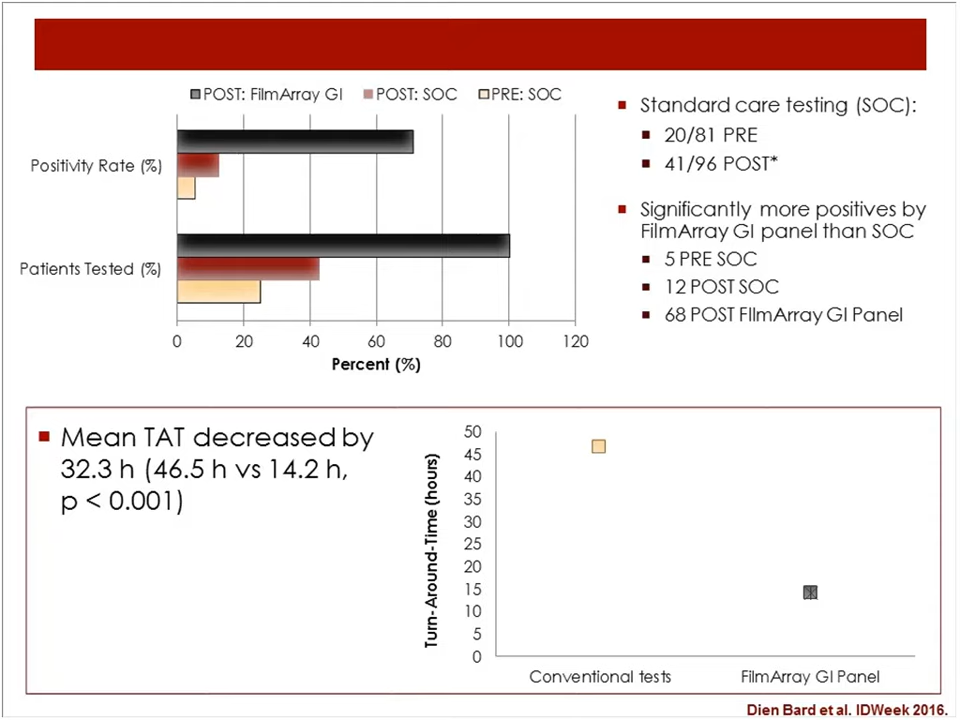 POST: FilmArray GI POST: SOC PRE: SOC
Positivity Rate (%)
Patients Tested (%)
0 20 40 60 80 100 120
Percent (%)
Standard care testing (SOC):
20/81 PRE
41/96 POST*
Significantly more positives by
FilmArray GI panel than SOC
5 PRE SOC
12 POST SOC
68 POST FIlmArray GI Panel
Mean TAT decreased by
32.3 h (46.5 h vs 14.2 h,
p < 0.001)
Turn- Around-Time (hours)
50
45
40
35
30
25
20
15
10
5
0
Conventional tests FilmArray GI Panel
Dien Bard et al. IDWeek 2016.